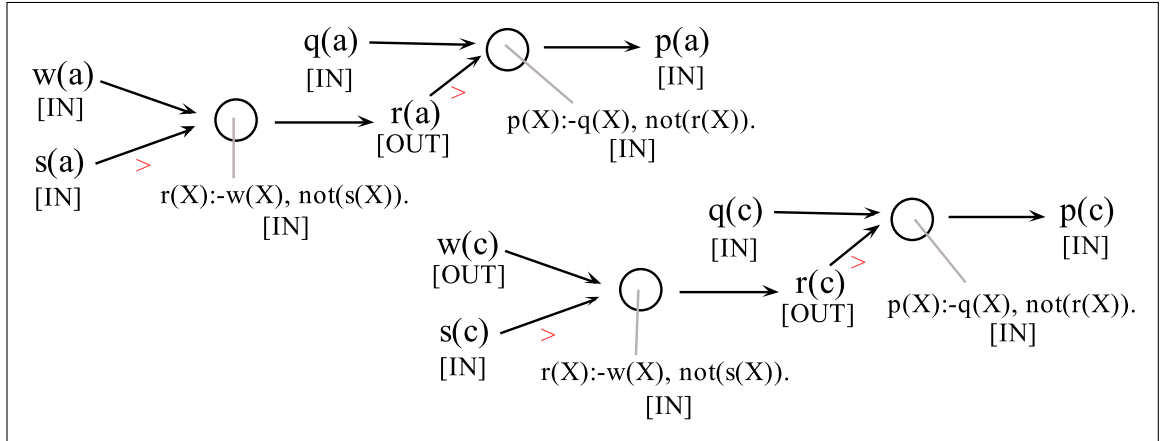 q(a)
[IN]
p(a)
[IN]
w(a)
[IN]
>
r(a)
[OUT]
p(X):-q(X), not(r(X)).
[IN]
s(a)
[IN]
>
r(X):-w(X), not(s(X)).
[IN]
q(c)
[IN]
p(c)
[IN]
w(c)
[OUT]
>
r(c)
[OUT]
p(X):-q(X), not(r(X)).
[IN]
s(c)
[IN]
>
r(X):-w(X), not(s(X)).
[IN]